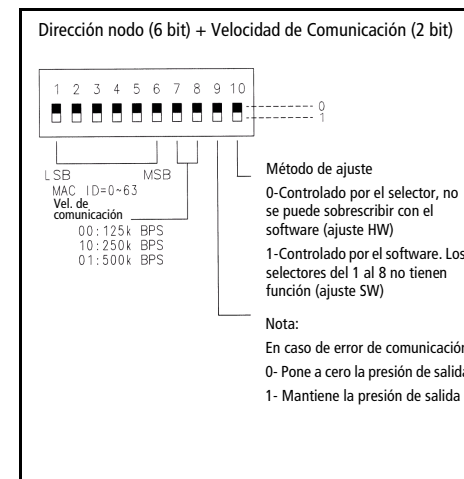 Dirección nodo (6 bit) + Velocidad de Comunicación (2 bit)
1 2 3 4 5 6 7 8 9 10
0
1
LSB MSB
MAC ID=0~63
Vel. de
comunicación
00:125k BPS
10:250k BPS
01:500k BPS
Método de ajuste
0-Controlado por el selector, no
se puede sobrescribir con el
software (ajuste HW)
1-Controlado por el software. Los
selectores del 1 al 8 no tienen
función (ajuste SW)
Nota:
En caso de error de comunicación
0- Pone a cero la presión de salida
1- Mantiene la presión de salida